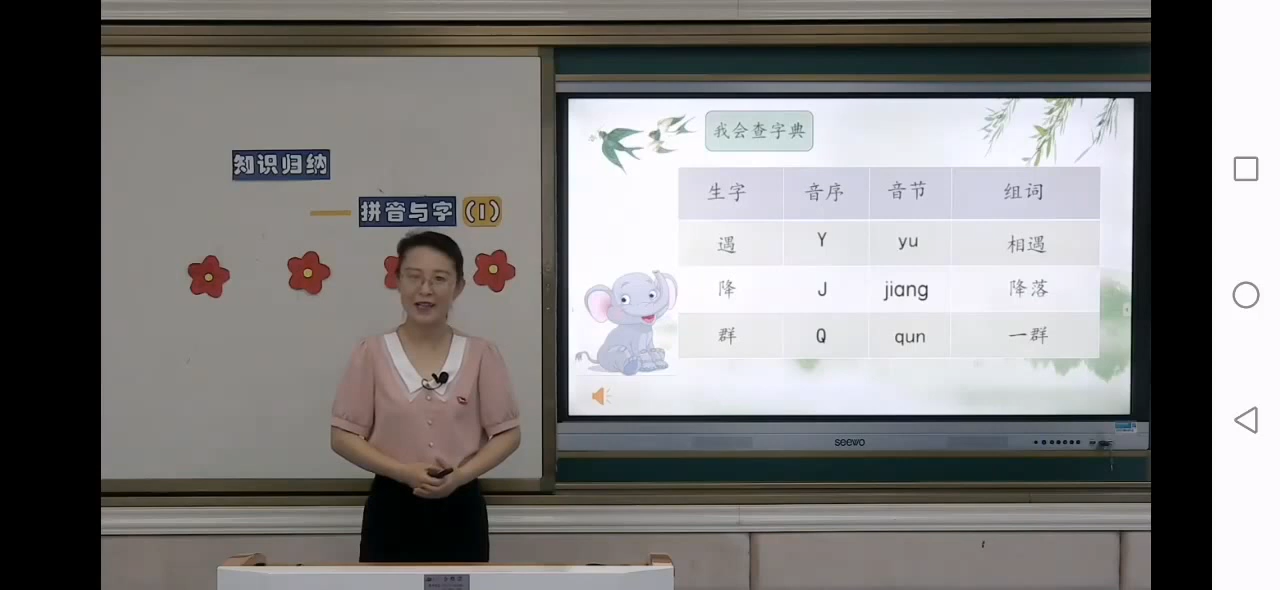 知识归纳
拼音与字(1)
我会查字典
生字 音序 音节 组词
遇 Y yu 相遇
降 J jiang 降落
群 Q qun 一群
seewo